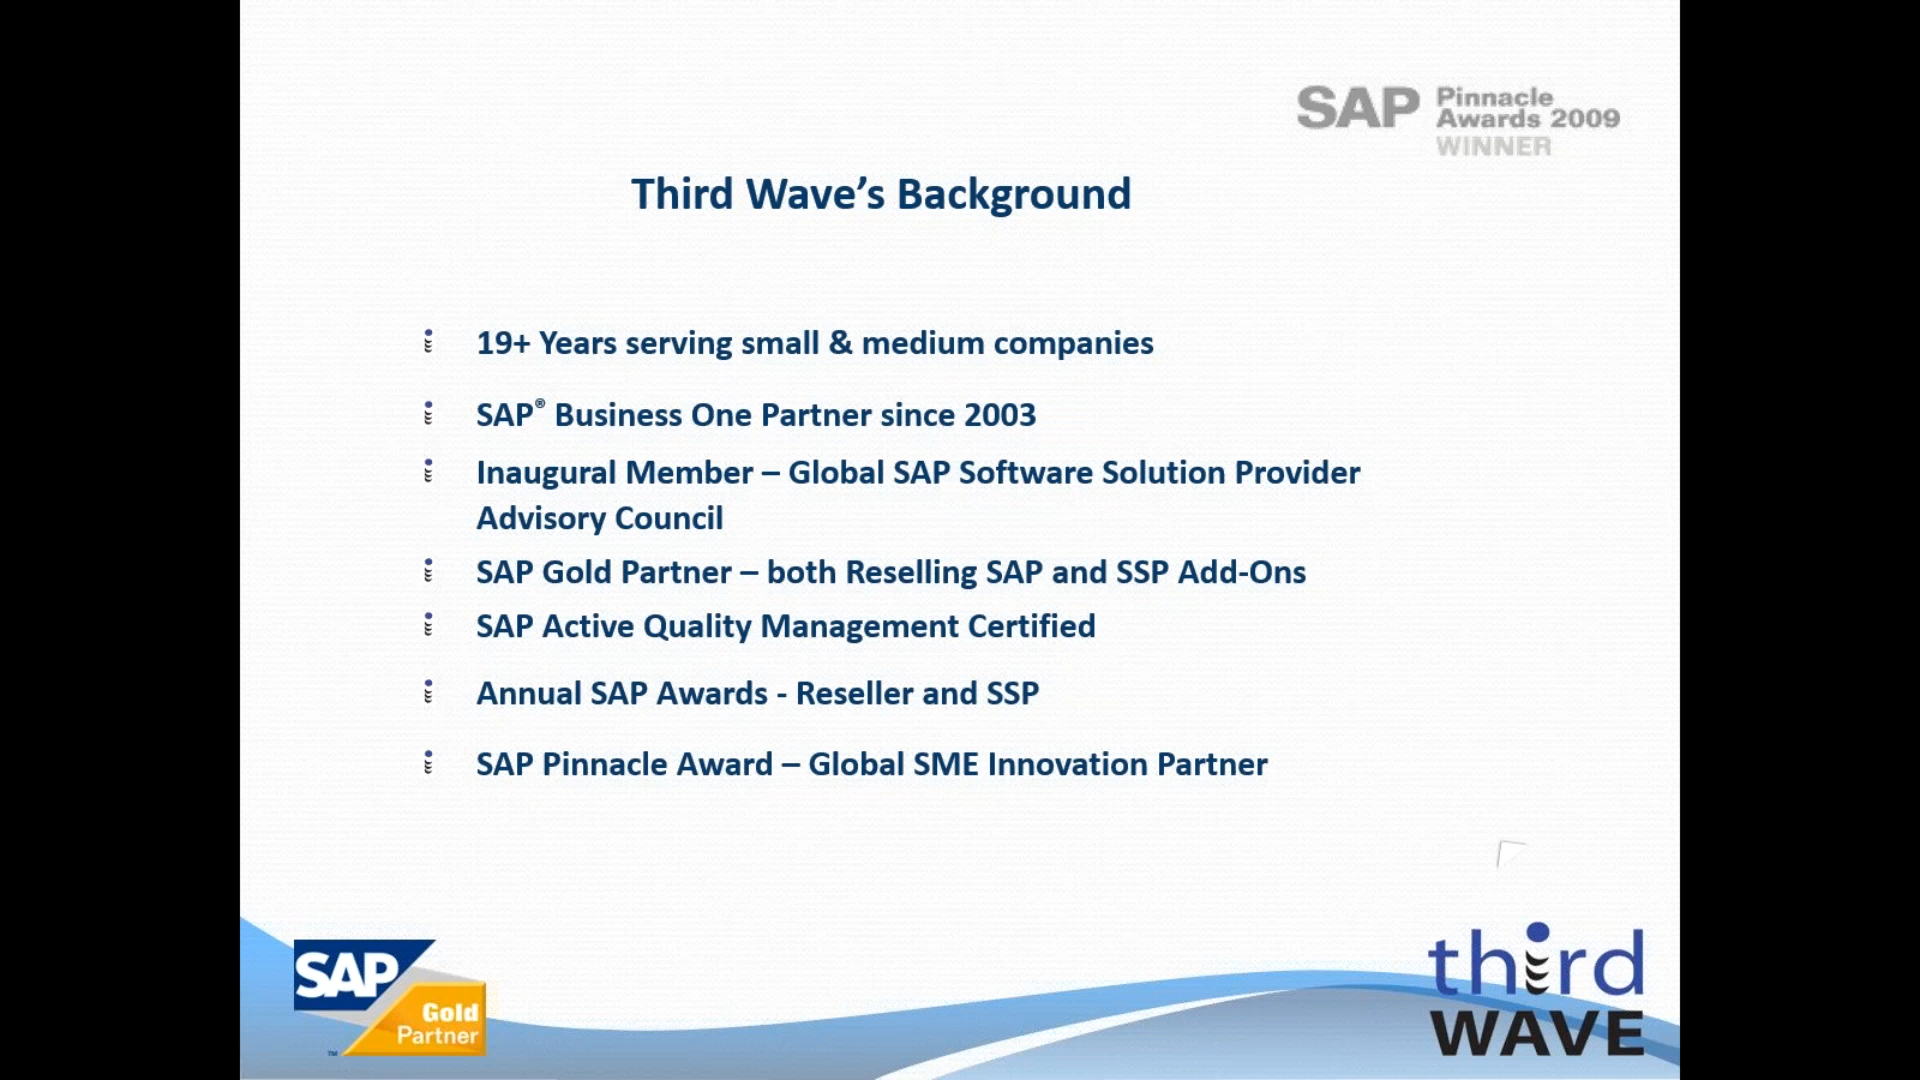 SAP Pinnacle
Awards 2009
WINNER
Third Wave’s Background
19+ Years serving small & medium companies
SAP® Business One Partner since 2003
Inaugural Member – Global SAP Software Solution Provider
Advisory Council
SAP Gold Partner – both Reselling SAP and SSP Add-Ons
SAP Active Quality Management Certified
Annual SAP Awards - Reseller and SSP
SAP Pinnacle Award – Global SME Innovation Partner
SAP
Gold
Partner
™
third
WAVE